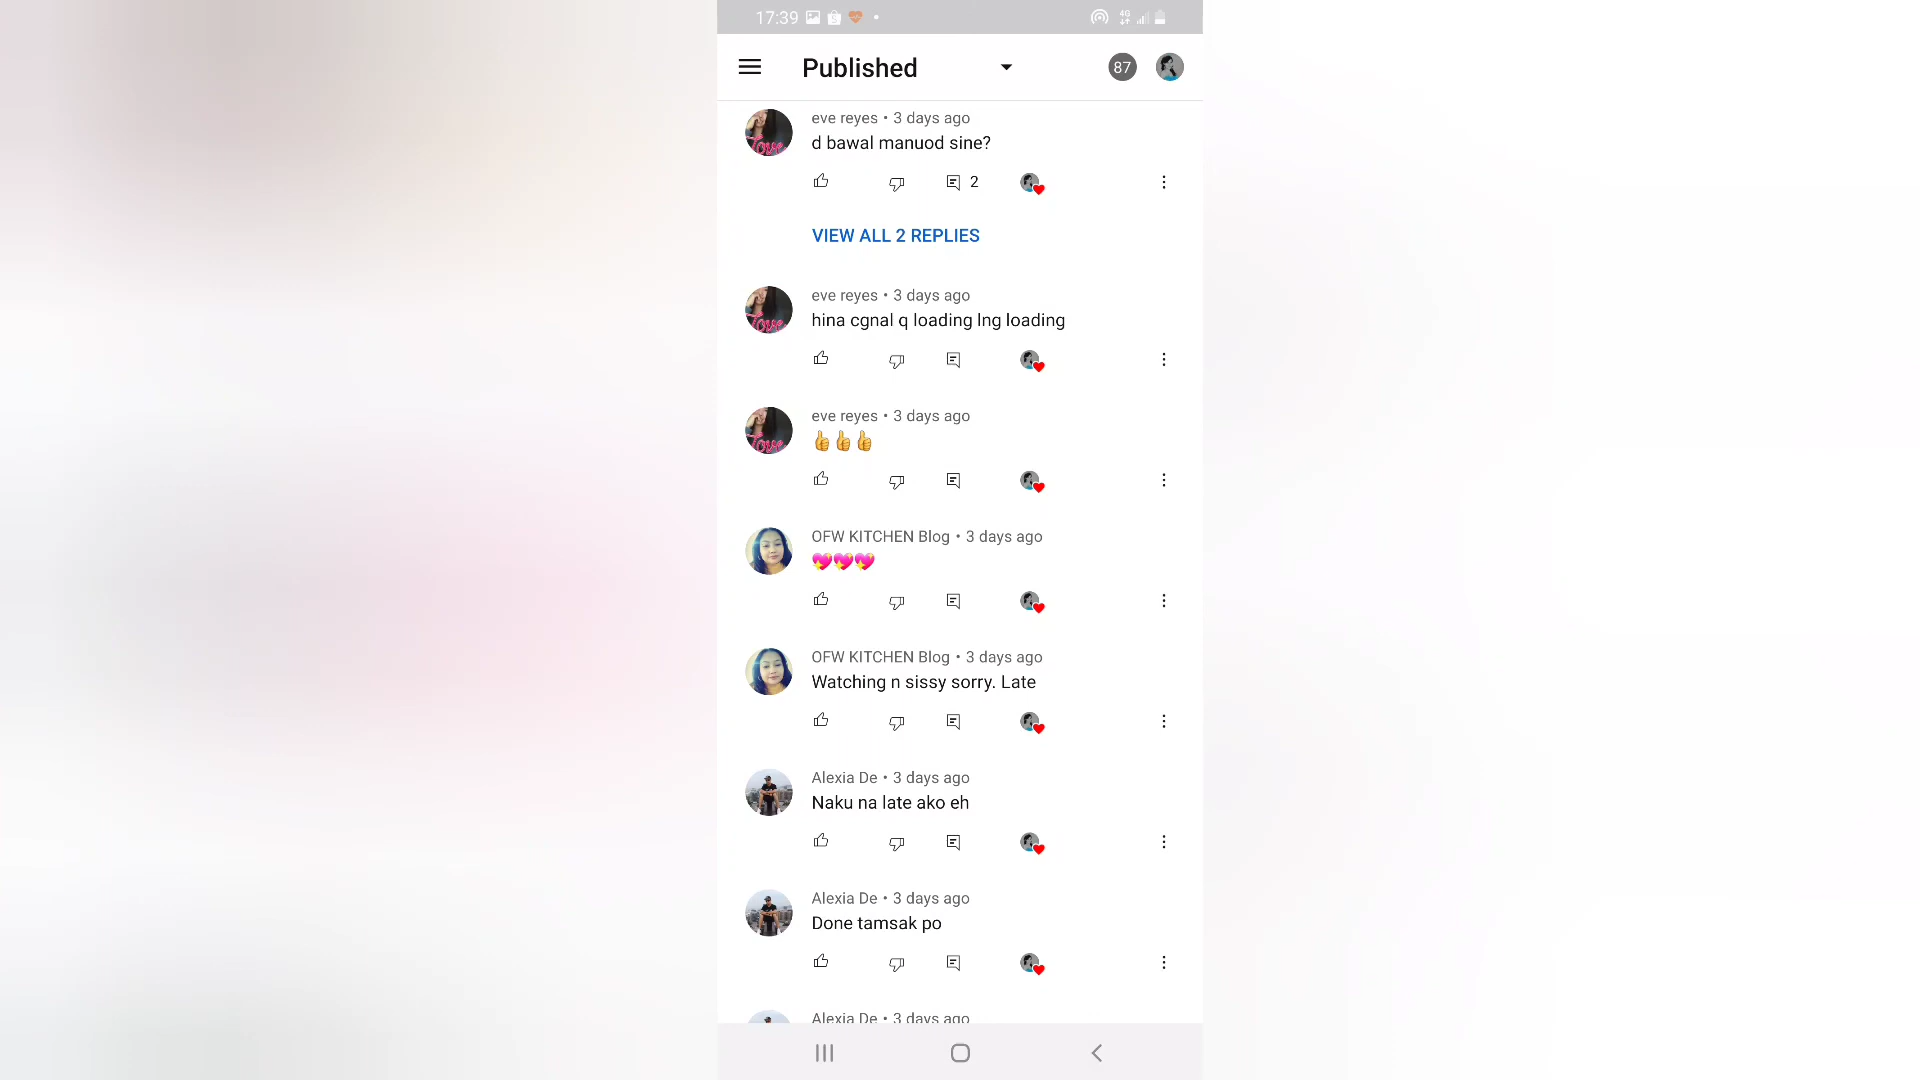 17:39
4G
Published
87
eve reyes • 3 days ago
d bawal manuod sine?
2
VIEW ALL 2 REPLIES
eve reyes • 3 days ago
hina cgnal q loading lng loading
eve reyes • 3 days ago
👍👍👍
OFW KITCHEN Blog • 3 days ago
💖💖💖
OFW KITCHEN Blog • 3 days ago
Watching n sissy sorry. Late
Alexia De • 3 days ago
Naku na late ako eh
Alexia De • 3 days ago
Done tamsak po
Alexia De • 3 days ago